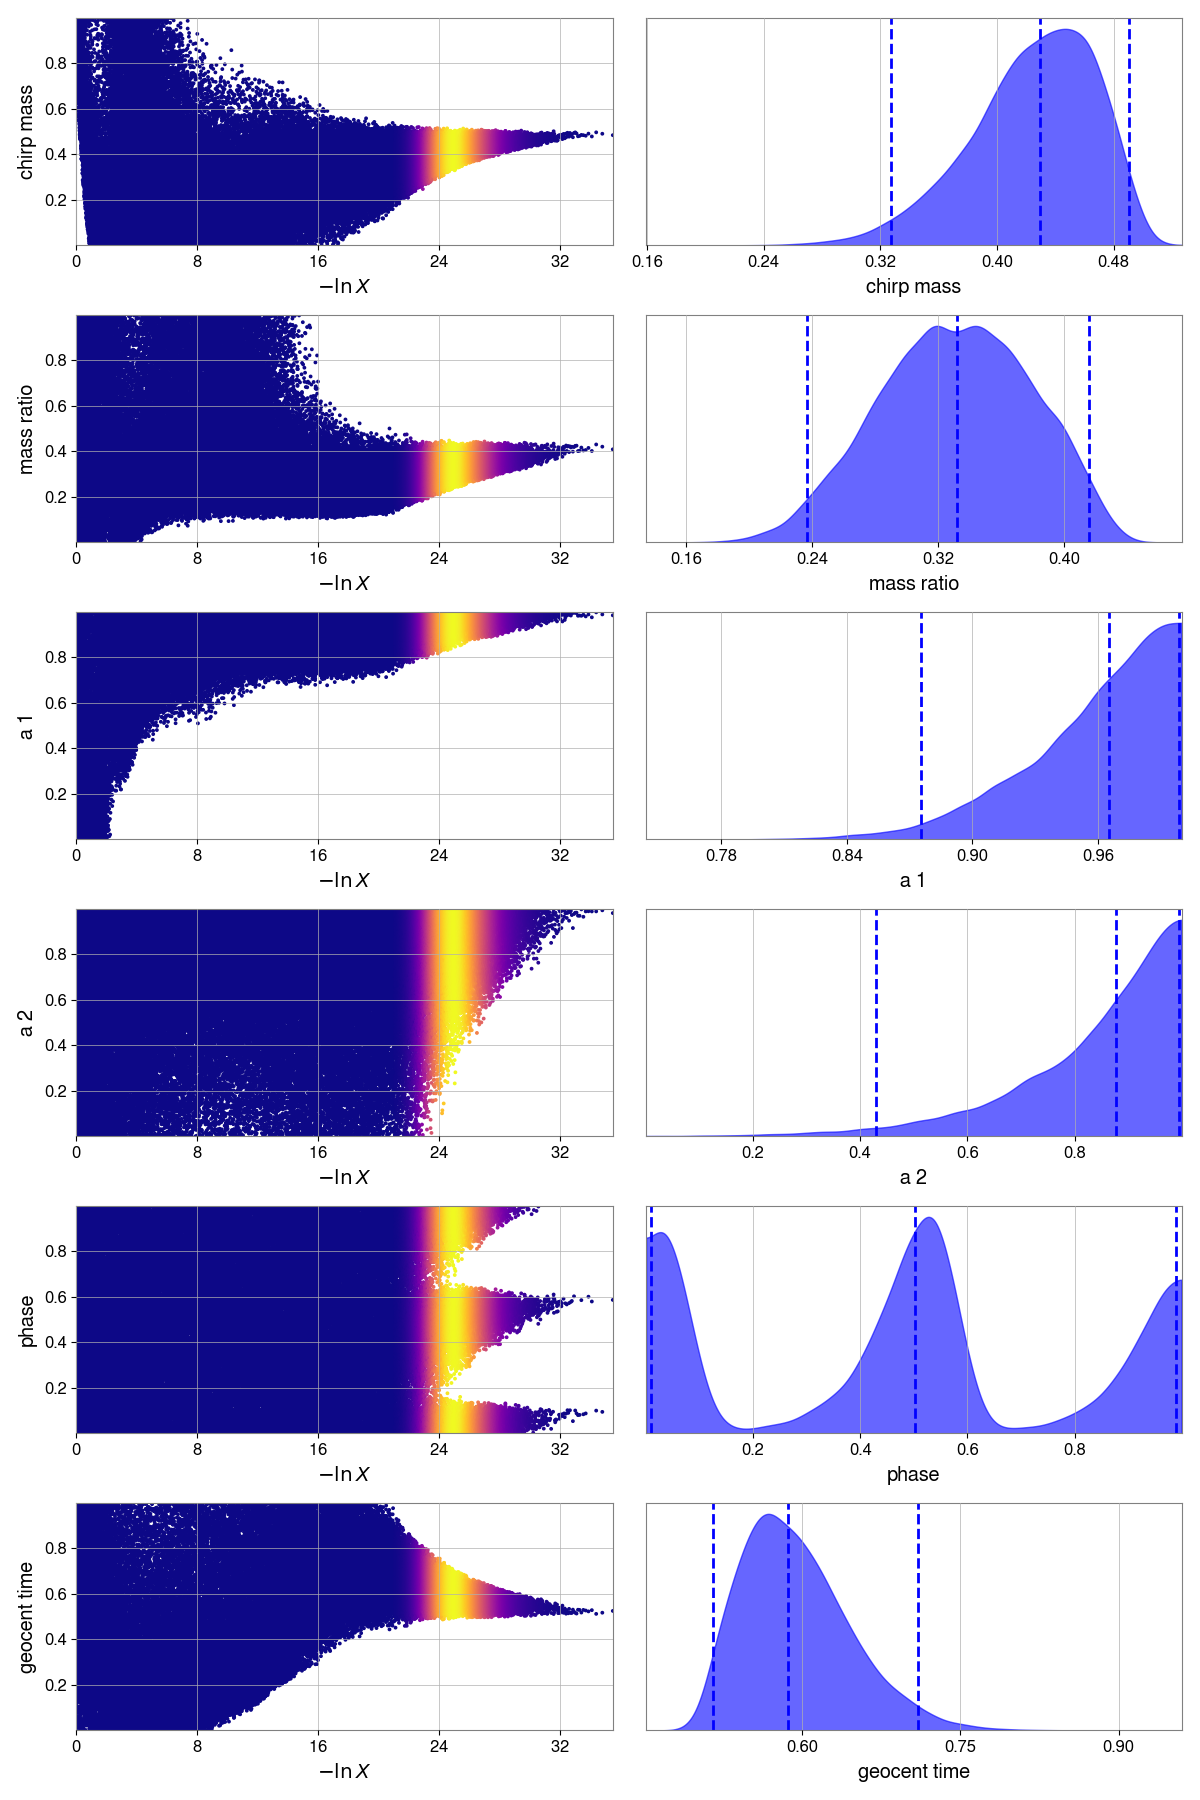 chirp mass
0.8
0.6
0.4
0.2
0 8 16 24 32
−ln X
0.16 0.24 0.32 0.40 0.48
chirp mass
mass ratio
0.8
0.6
0.4
0.2
0 8 16 24 32
−ln X
0.16 0.24 0.32 0.40
mass ratio
a 1
0.8
0.6
0.4
0.2
0 8 16 24 32
−ln X
0.78 0.84 0.90 0.96
a 1
a 2
0.8
0.6
0.4
0.2
0 8 16 24 32
−ln X
0.2 0.4 0.6 0.8
a 2
phase
0.8
0.6
0.4
0.2
0 8 16 24 32
−ln X
0.2 0.4 0.6 0.8
phase
geocent time
0.8
0.6
0.4
0.2
0 8 16 24 32
−ln X
0.60 0.75 0.90
geocent time